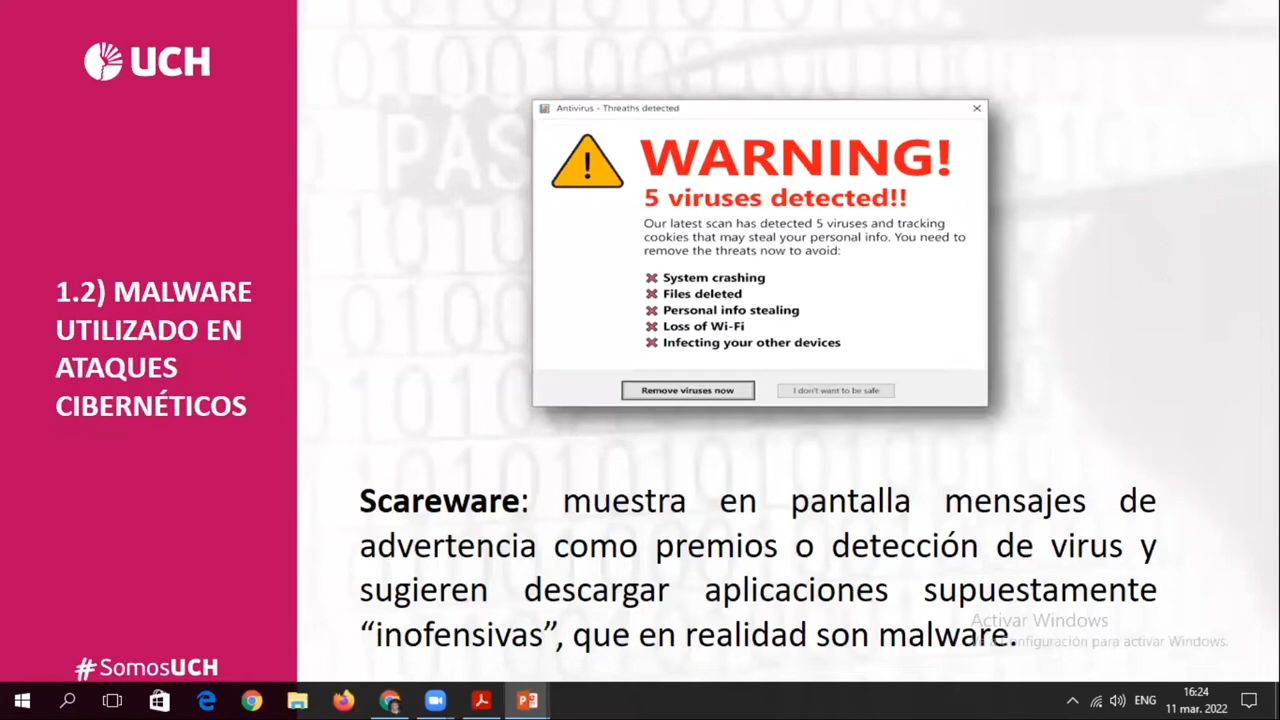 UCH
1.2) MALWARE
UTILIZADO EN
ATAQUES
CIBERNÉTICOS
#SomosUCH
PAS
Antivirus - Threaths detected
WARNING!
5 viruses detected!!
Our latest scan has detected 5 viruses and tracking
cookies that may steal your personal info. You need to
remove the threats now to avoid:
System crashing
Files deleted
Personal info stealing
Loss of Wi-Fi
Infecting your other devices
Remove viruses now
I don't want to be safe
Scareware: muestra en pantalla mensajes de
advertencia como premios o detección de virus y
sugieren descargar aplicaciones supuestamente
“inofensivas”, que en realidad son malware.
Activar Windows
configuración para activar Windows.
ENG
16:24
11 mar. 2022